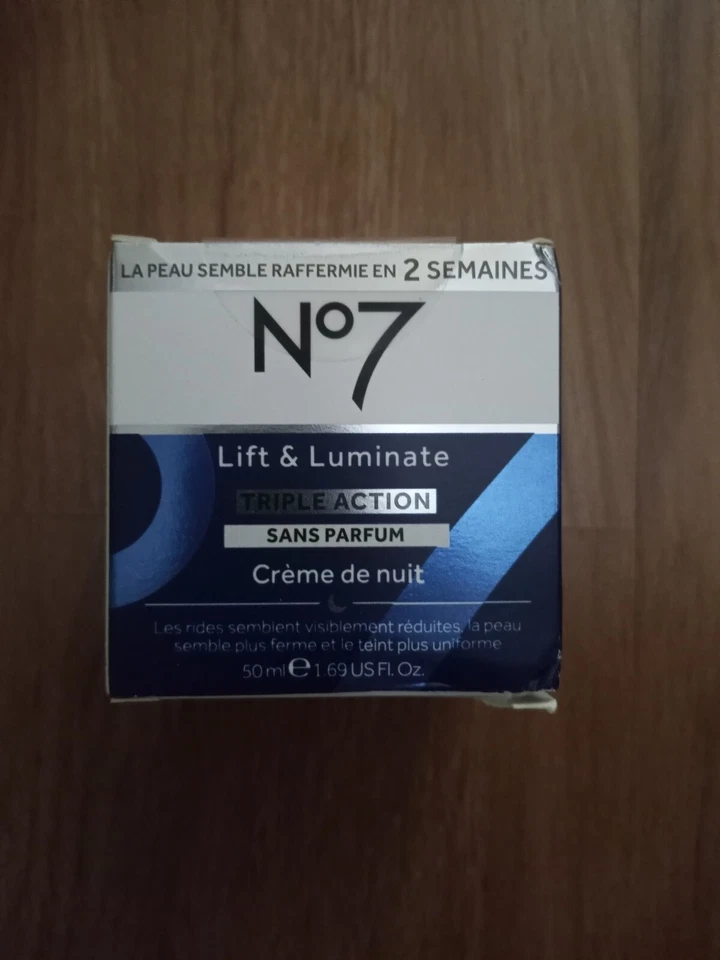 LA PEAU SEMBLE RAFFERMIE EN 2 SEMAINES
No7
Lift & Luminate
TRIPLE ACTION
SANS PARFUM
Crème de nuit
Les rides semblent visiblement réduites, la peau
semble plus ferme et le teint plus uniforme
50 ml ℮ 1.69 US Fl. Oz.